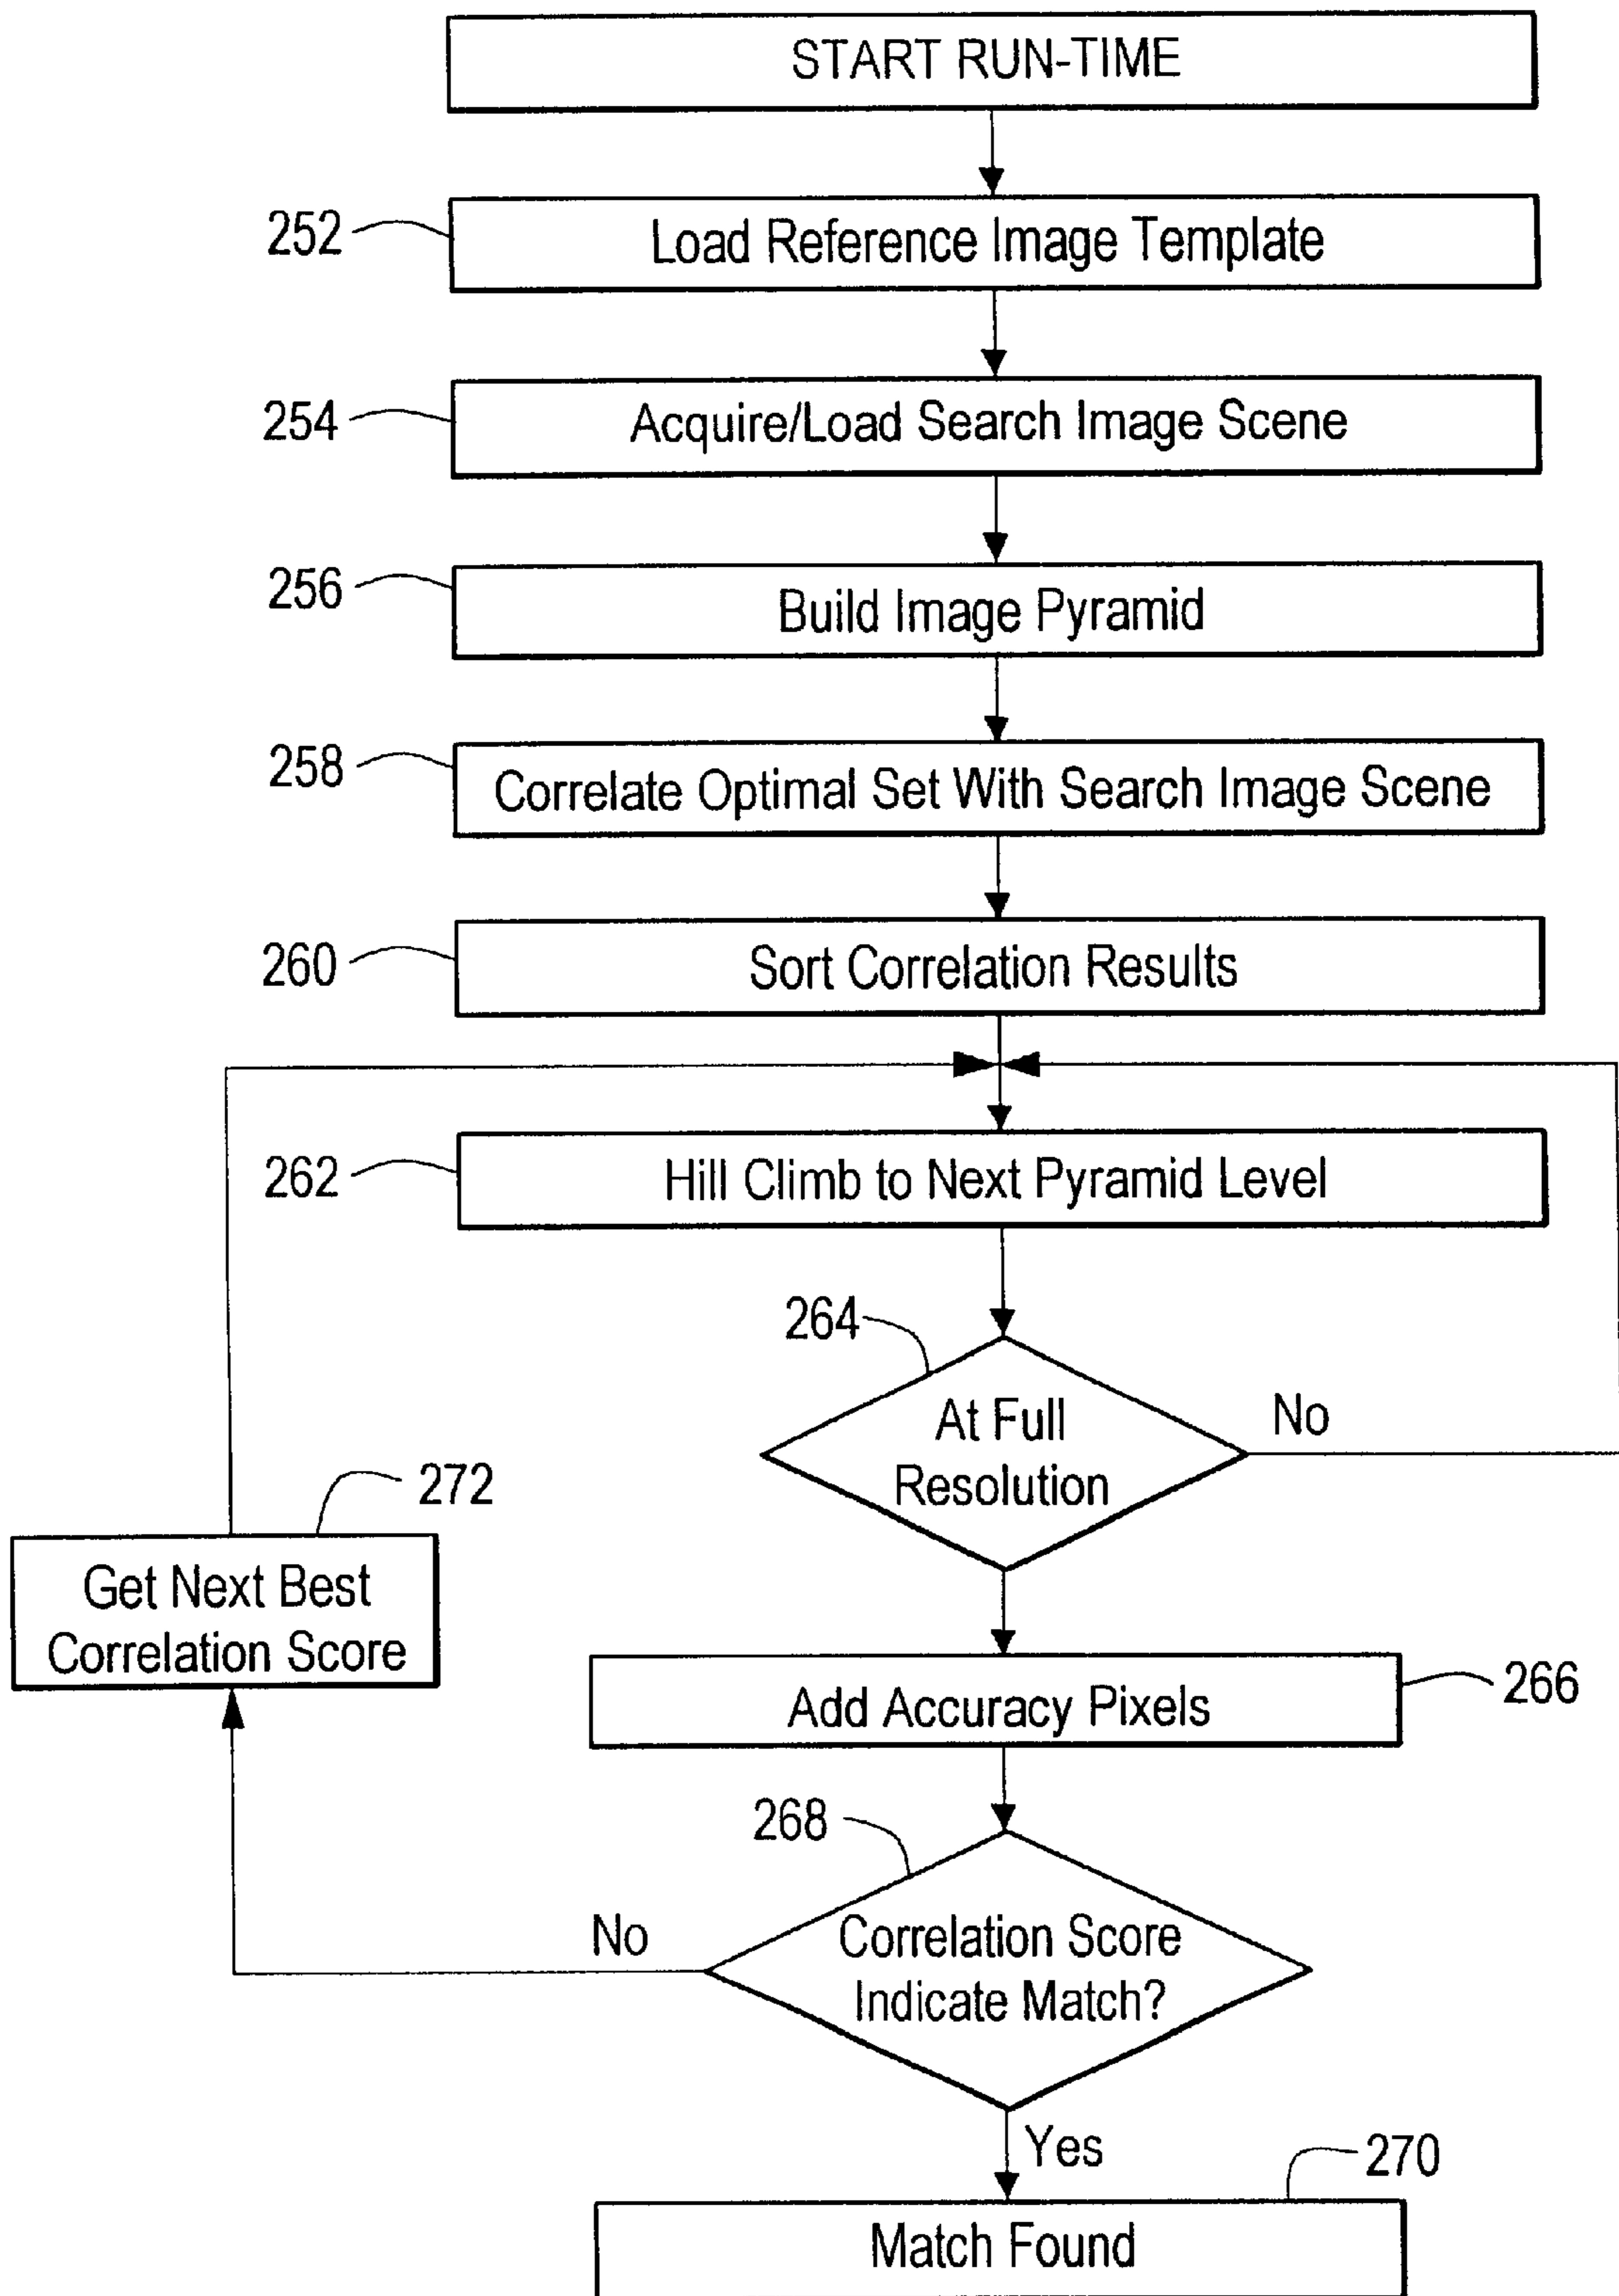 START RUN-TIME
252
Load Reference Image Template
254
Acquire/Load Search Image Scene
256
Build Image Pyramid
258
Correlate Optimal Set With Search Image Scene
260
Sort Correlation Results
262
Hill Climb to Next Pyramid Level
264
At Full
Resolution
No
272
Get Next Best
Correlation Score
266
Add Accuracy Pixels
268
No
Correlation Score
Indicate Match?
Yes
270
Match Found